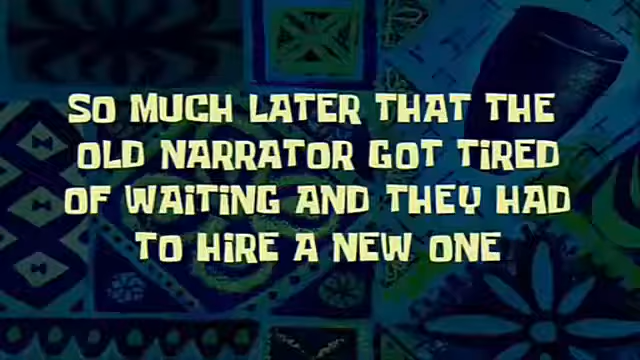 SO MUCH LATER THAT THE
OLD NARRATOR GOT TIRED
OF WAITING AND THEY HAD
TO HIRE A NEW ONE